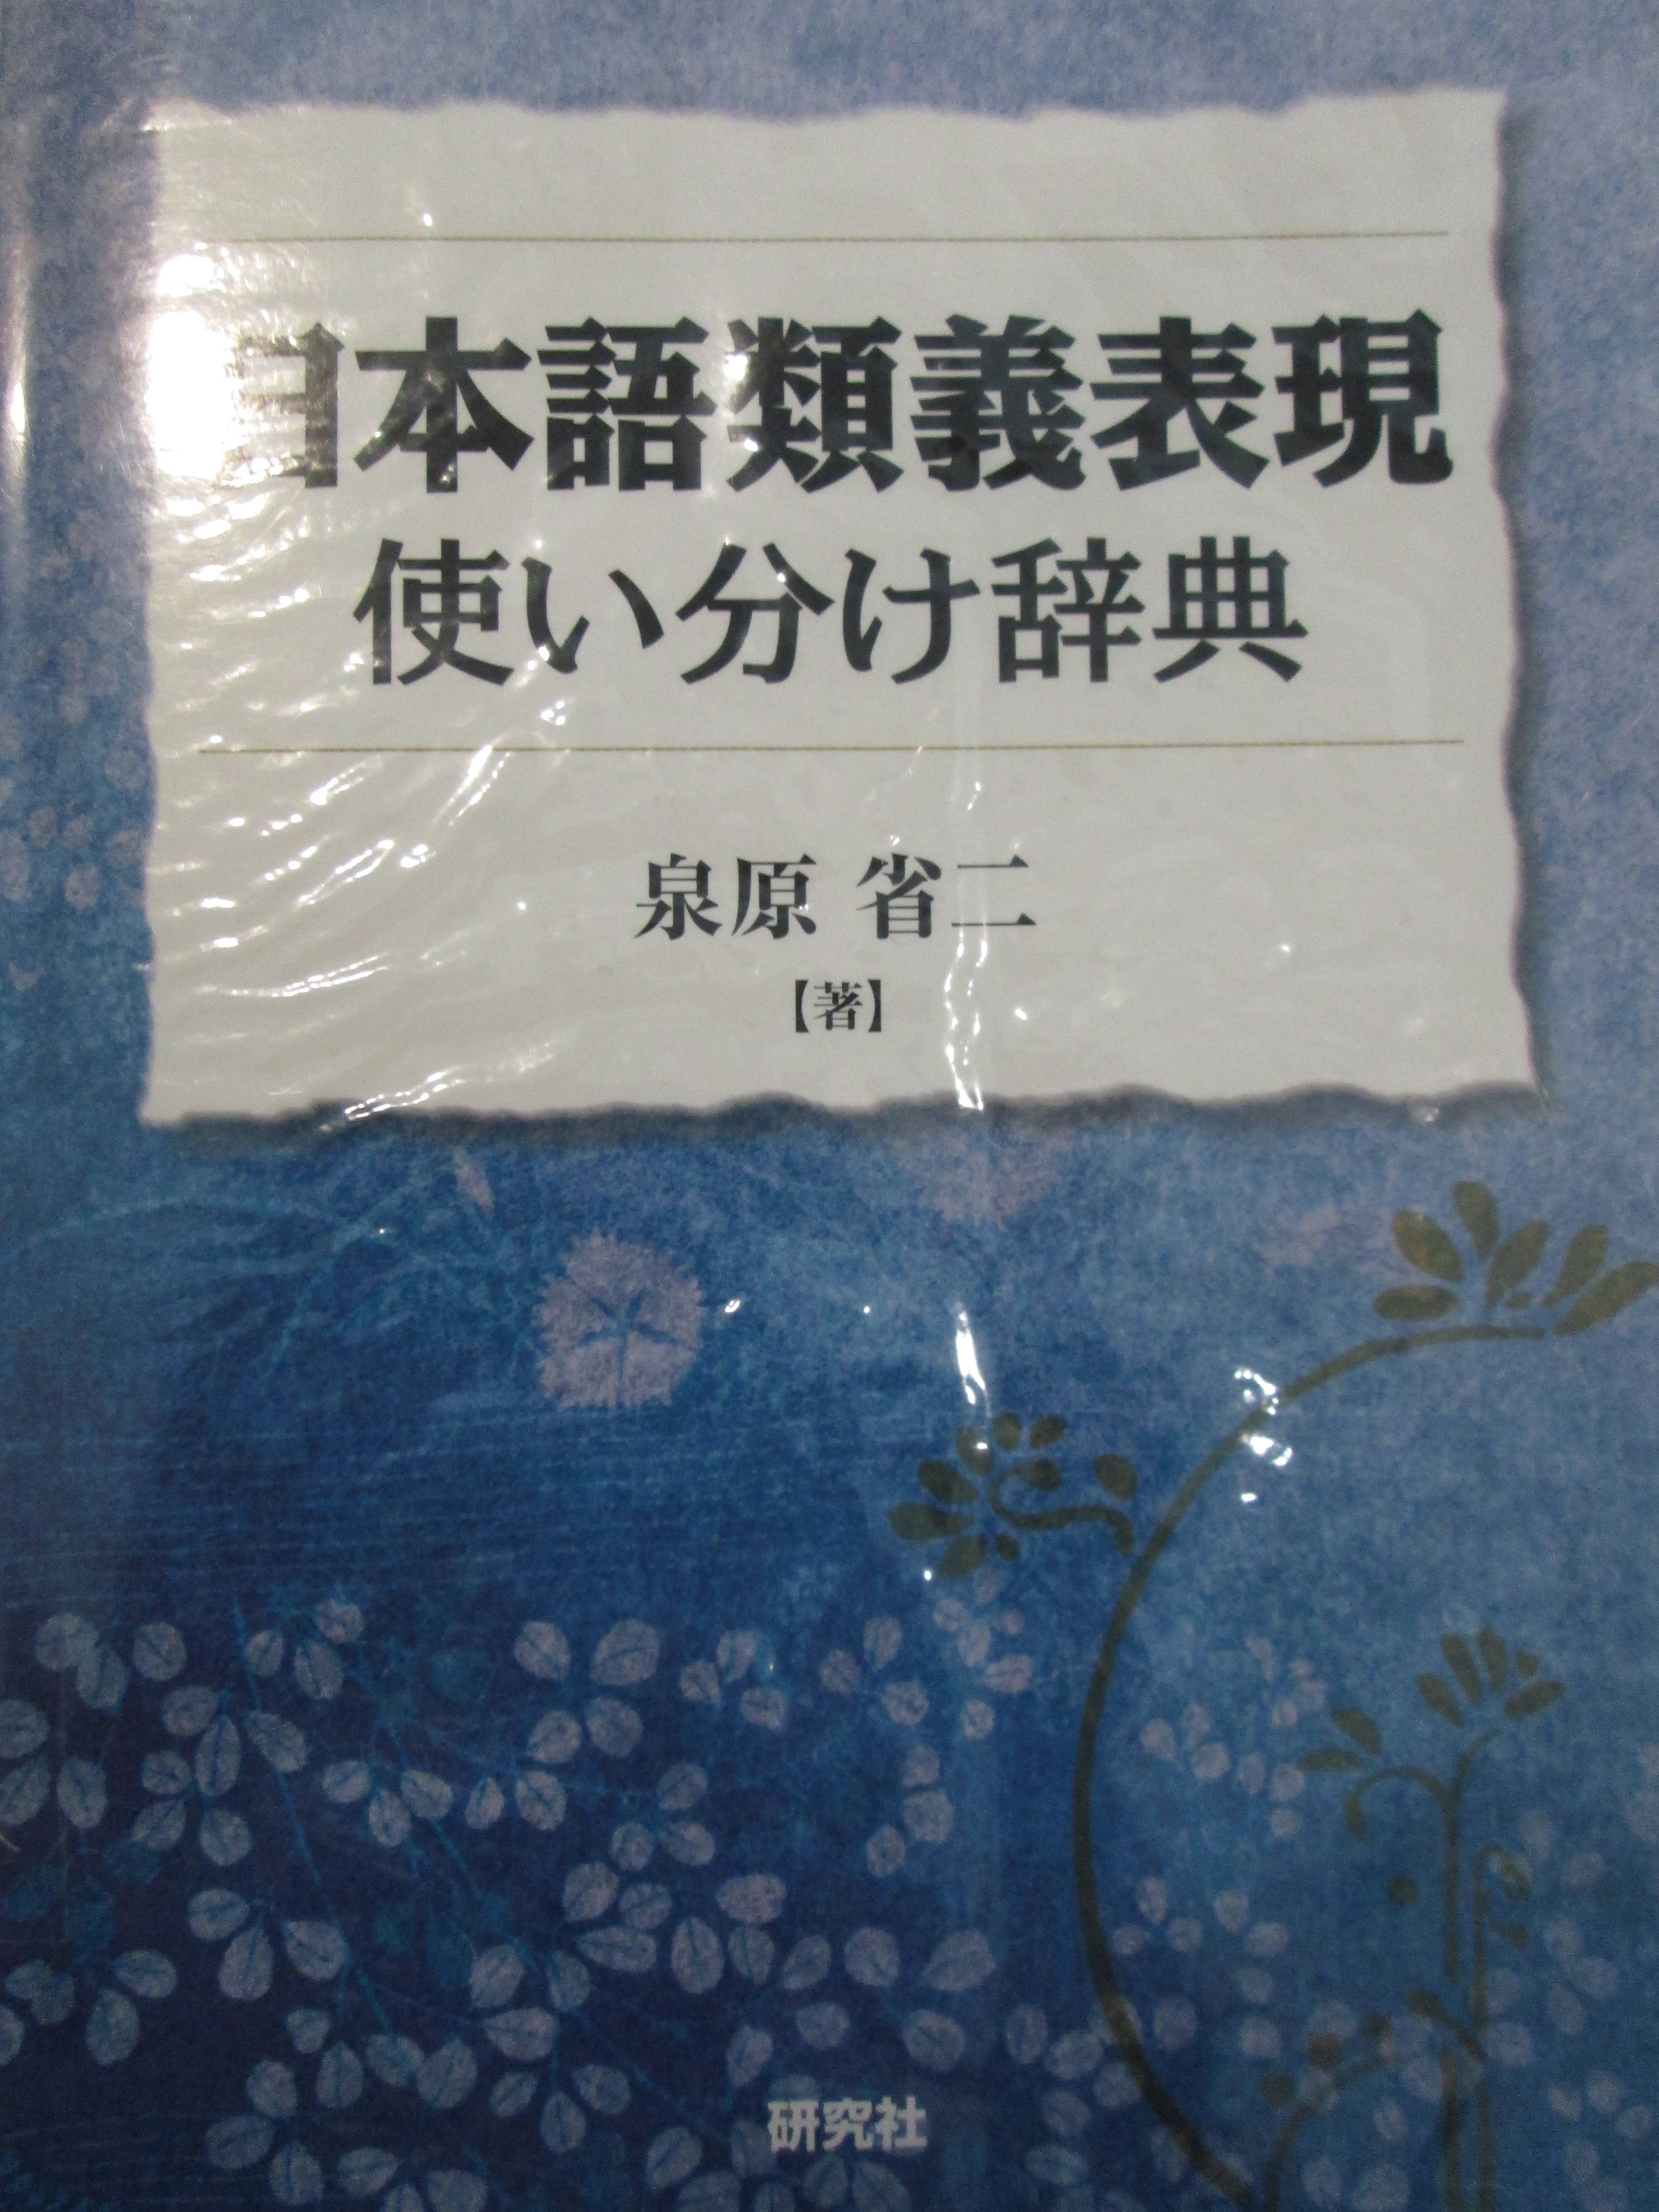 日本語類義表現
使い分け辞典
泉原 省二
【著】
研究社